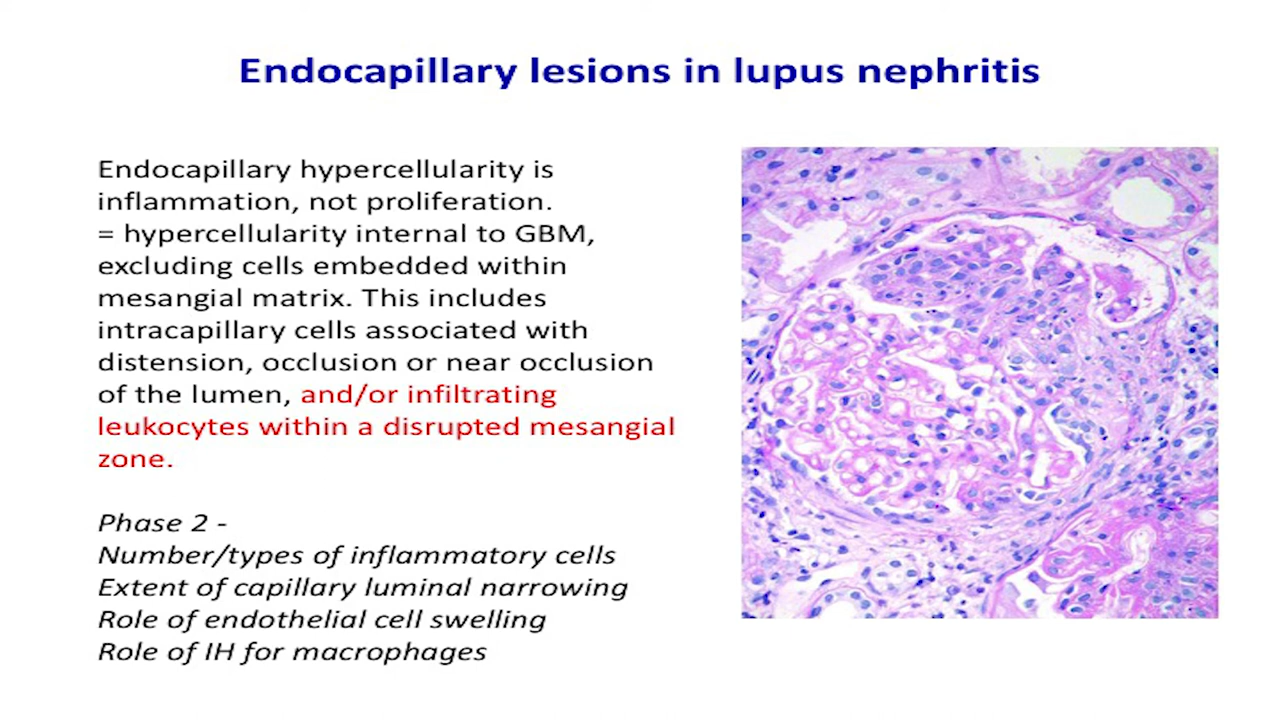 Endocapillary lesions in lupus nephritis
Endocapillary hypercellularity is
inflammation, not proliferation.
= hypercellularity internal to GBM,
excluding cells embedded within
mesangial matrix. This includes
intracapillary cells associated with
distension, occlusion or near occlusion
of the lumen, and/or infiltrating
leukocytes within a disrupted mesangial
zone.
Phase 2 -
Number/types of inflammatory cells
Extent of capillary luminal narrowing
Role of endothelial cell swelling
Role of IH for macrophages